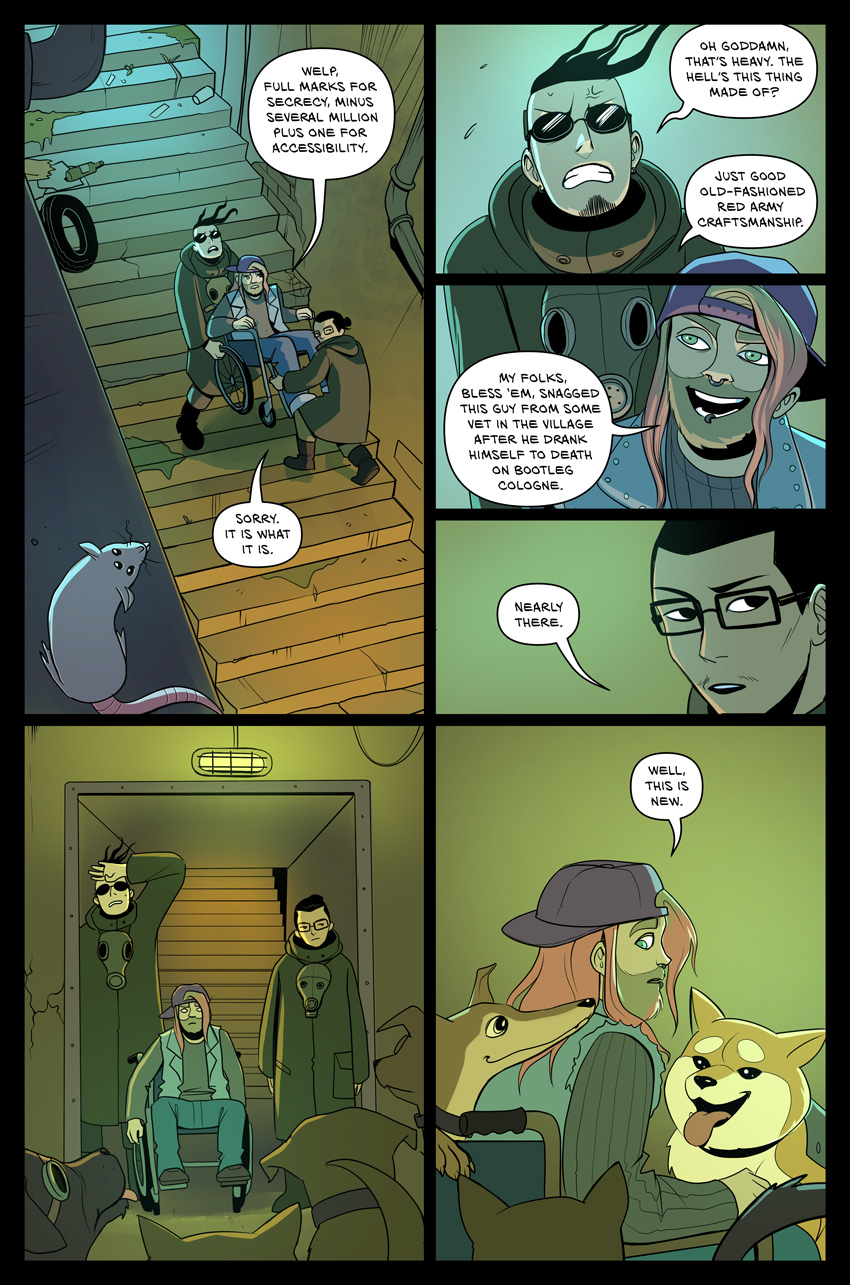 WELP,
FULL MARKS FOR
SECRECY, MINUS
SEVERAL MILLION
PLUS ONE FOR
ACCESSIBILITY.
SORRY.
IT IS WHAT
IT IS.
OH GODDAMN,
THAT'S HEAVY. THE
HELL'S THIS THING
MADE OF?
JUST GOOD
OLD-FASHIONED
RED ARMY
CRAFTSMANSHIP.
MY FOLKS,
BLESS 'EM, SNAGGED
THIS GUY FROM SOME
VET IN THE VILLAGE
AFTER HE DRANK
HIMSELF TO DEATH
ON BOOTLEG
COLOGNE.
NEARLY
THERE.
WELL,
THIS IS
NEW.